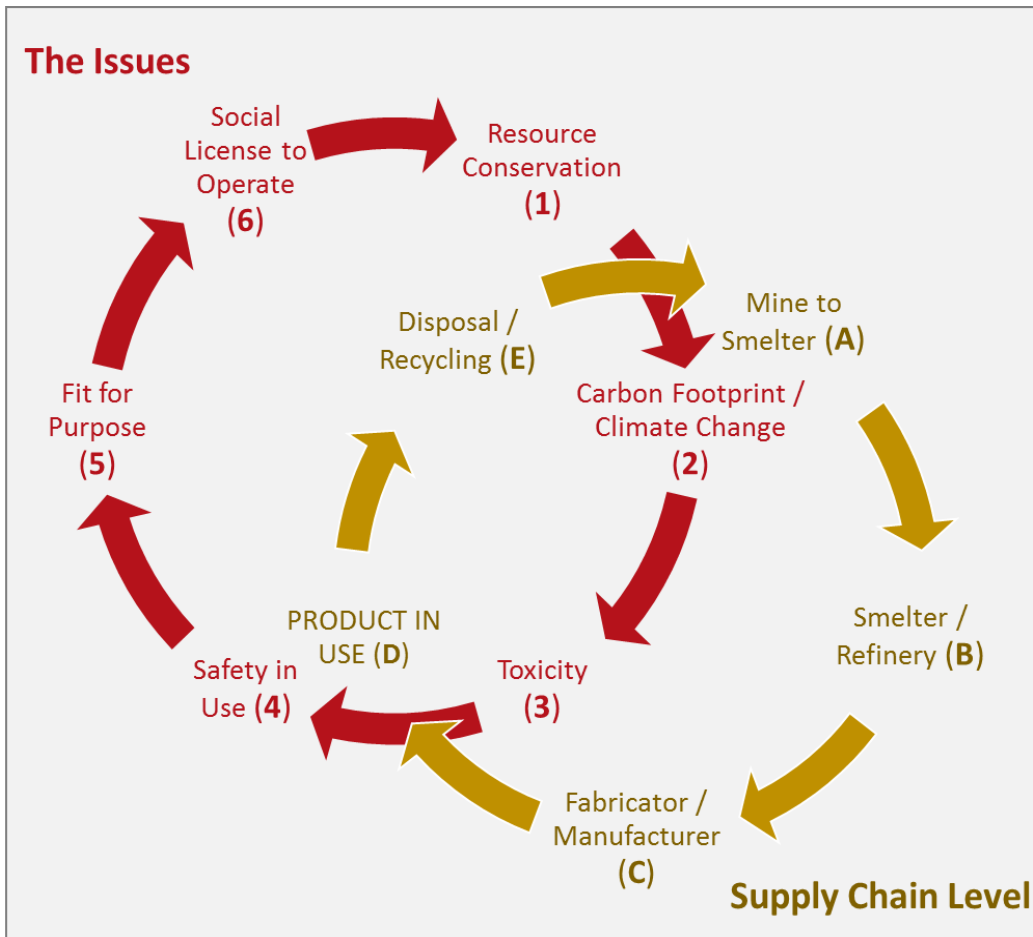 The Issues
Social
License to
Operate
(6)
Resource
Conservation
(1)
Disposal /
Recycling (E)
Mine to
Smelter (A)
Fit for
Purpose
(5)
Carbon Footprint /
Climate Change
(2)
PRODUCT IN
USE (D)
Smelter /
Refinery (B)
Safety in
Use (4)
Toxicity
(3)
Fabricator /
Manufacturer
(C)
Supply Chain Level